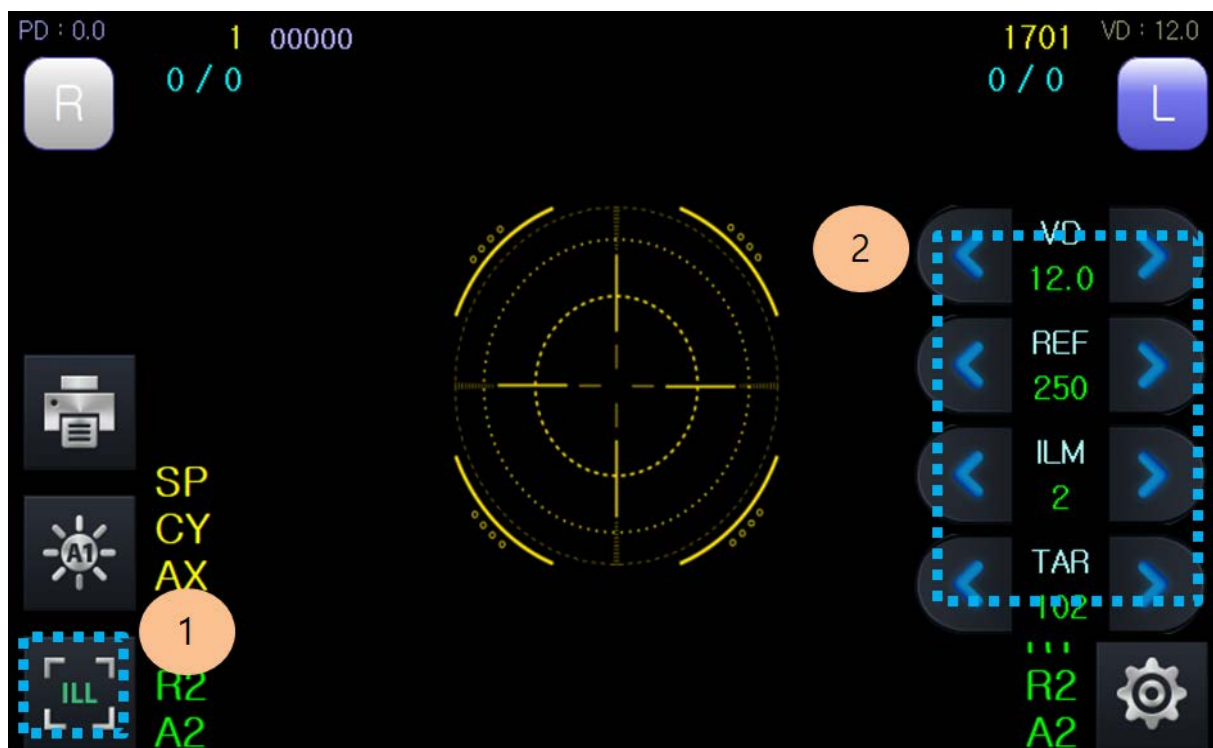 PD : 0.0
1 00000
1701
VD : 12.0
0 / 0
0 / 0
R
L
2
VD
12.0
REF
250
ILM
2
TAR
102
SP
CY
AX
A1
1
ILL
R2
A2
R2
A2